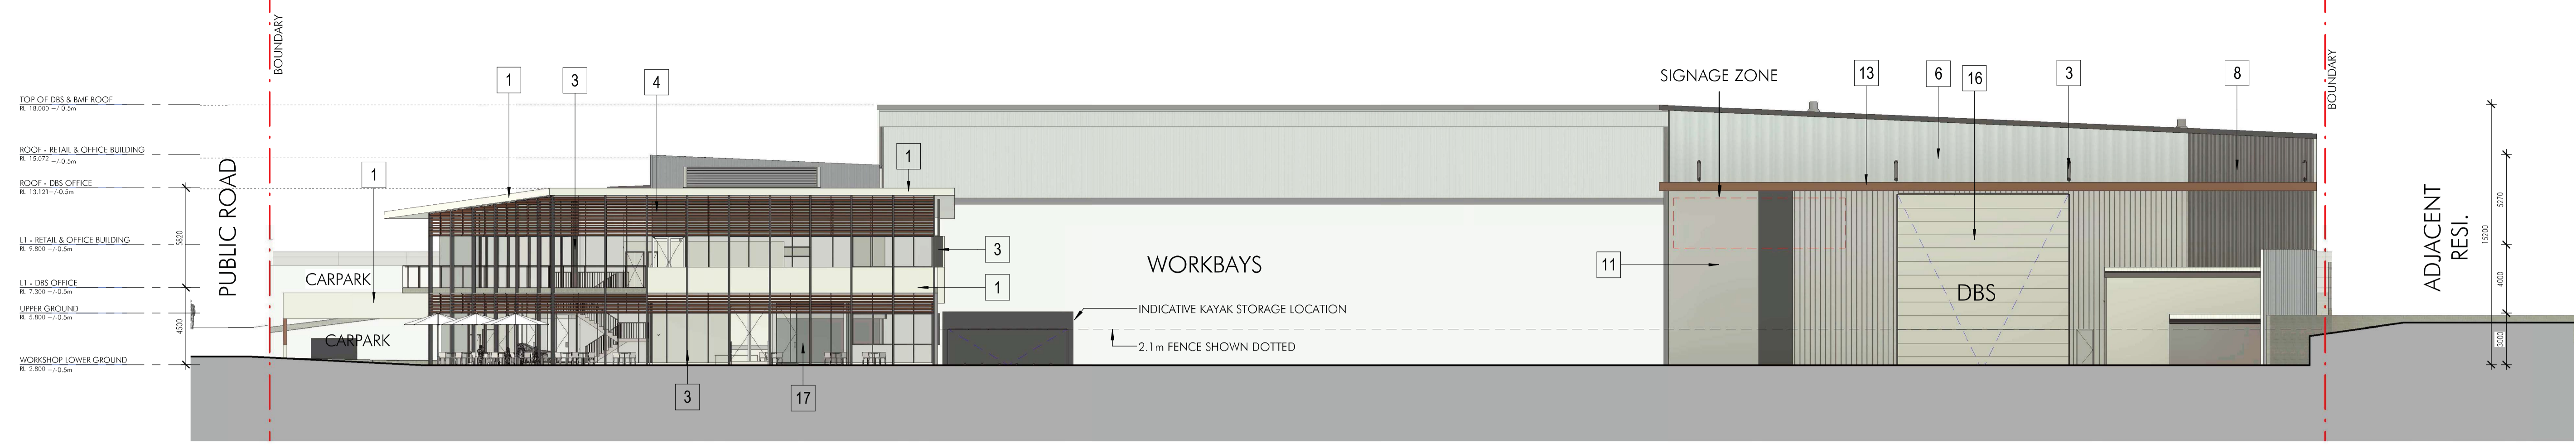 BOUNDARY
BOUNDARY
TOP OF DBS & BMF ROOF
RL 18.000 -/-0.5m
ROOF - RETAIL & OFFICE BUILDING
RL 15.072 -/-0.5m
ROOF - DBS OFFICE
RL 13.121-/-0.5m
L1 - RETAIL & OFFICE BUILDING
RL 9.800 -/-0.5m
L1 - DBS OFFICE
RL 7.300 -/-0.5m
UPPER GROUND
RL 5.800 -/-0.5m
WORKSHOP LOWER GROUND
RL 2.800 -/-0.5m
5820
4500
PUBLIC ROAD
1
1
3
4
1
3
1
3
17
CARPARK
CARPARK
WORKBAYS
INDICATIVE KAYAK STORAGE LOCATION
2.1m FENCE SHOWN DOTTED
SIGNAGE ZONE
13
6
16
3
8
11
DBS
ADJACENT
RESI.
15200
5270
4000
3000